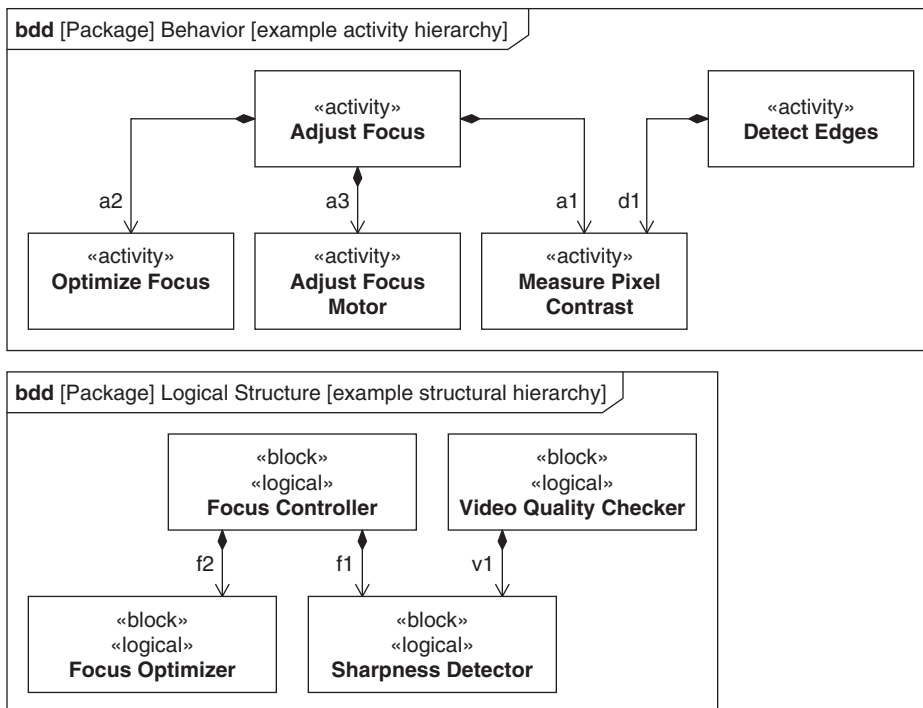 bdd [Package] Behavior [example activity hierarchy]
«activity»
Adjust Focus
«activity»
Detect Edges
a2
a3
a1
d1
«activity»
Optimize Focus
«activity»
Adjust Focus
Motor
«activity»
Measure Pixel
Contrast
bdd [Package] Logical Structure [example structural hierarchy]
«block»
«logical»
Focus Controller
«block»
«logical»
Video Quality Checker
f2
f1
v1
«block»
«logical»
Focus Optimizer
«block»
«logical»
Sharpness Detector